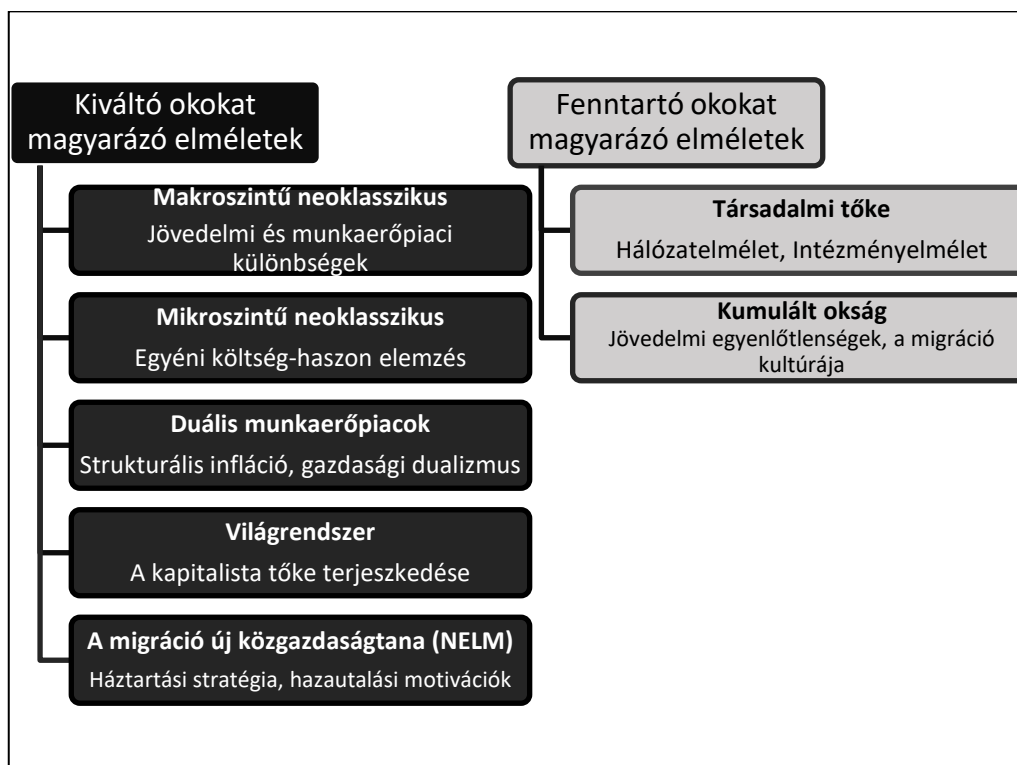 Kiváltó okokat
magyarázó elméletek
Makroszintű neoklasszikus
Jövedelmi és munkaerőpiaci
különbségek
Mikroszintű neoklasszikus
Egyéni költség-haszon elemzés
Duális munkaerőpiacok
Strukturális infláció, gazdasági dualizmus
Világrendszer
A kapitalista tőke terjeszkedése
A migráció új közgazdaságtana (NELM)
Háztartási stratégia, hazautalási motivációk
Fenntartó okokat
magyarázó elméletek
Társadalmi tőke
Hálózatelmélet, Intézményelmélet
Kumulált okság
Jövedelmi egyenlőtlenségek, a migráció
kultúrája